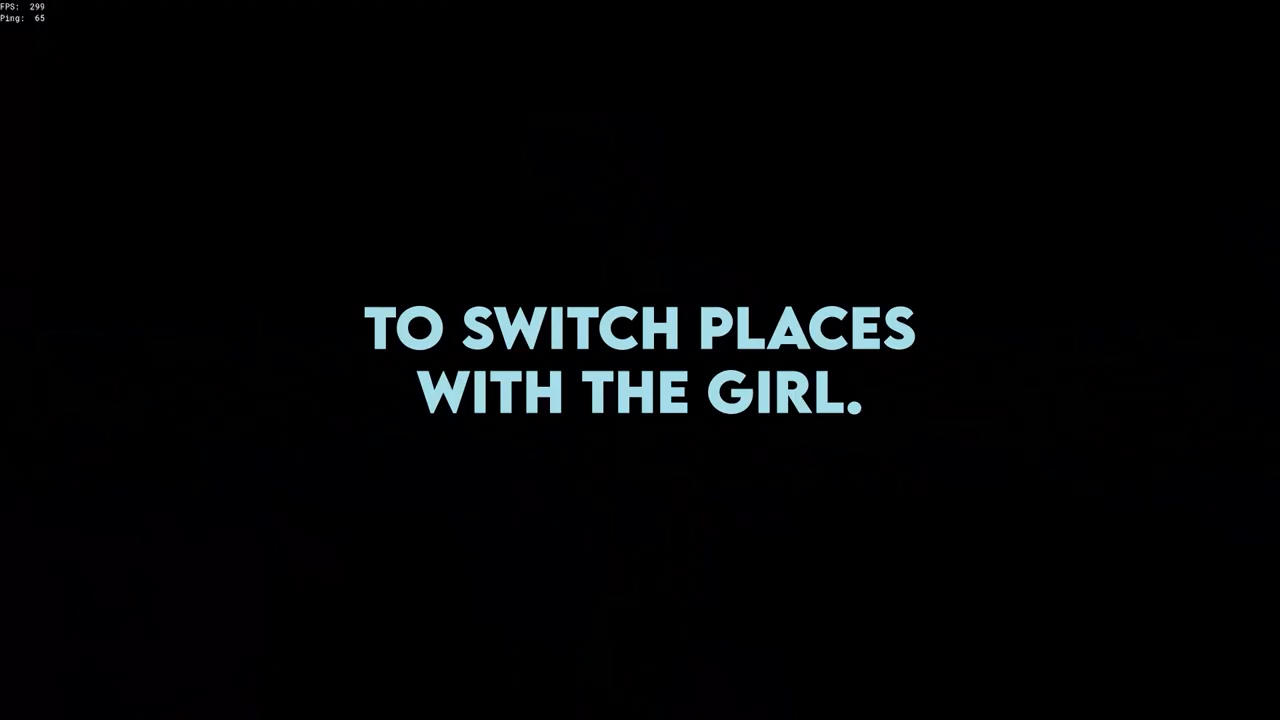 FPS: 299
Ping: 65
TO SWITCH PLACES
WITH THE GIRL.